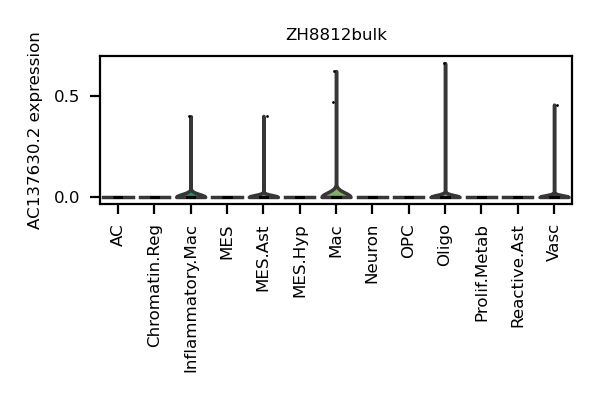 ZH8812bulk
AC137630.2 expression
0.5
0.0
AC
Chromatin.Reg
Inflammatory.Mac
MES
MES.Ast
MES.Hyp
Mac
Neuron
OPC
Oligo
Prolif.Metab
Reactive.Ast
Vasc